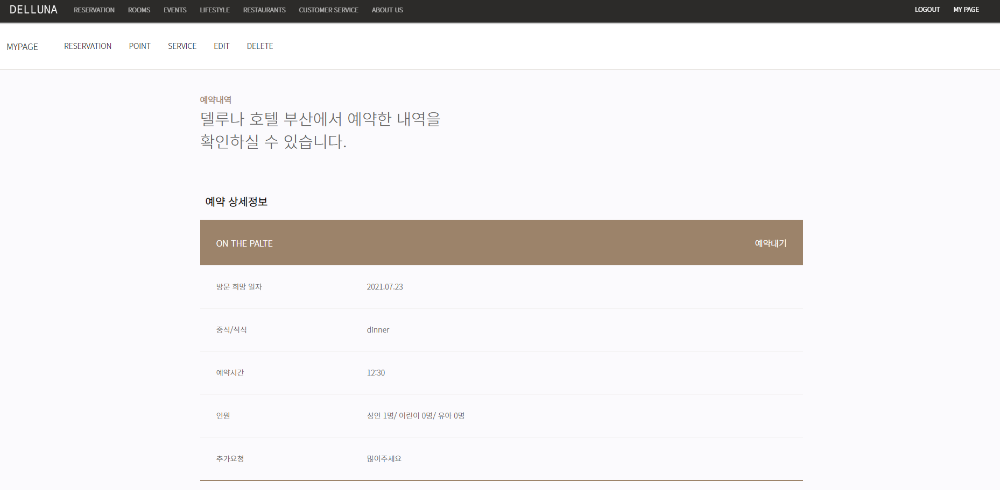 DELLUNA RESERVATION ROOMS EVENTS LIFESTYLE RESTAURANTS CUSTOMER SERVICE ABOUT US LOGOUT MY PAGE
MYPAGE RESERVATION POINT SERVICE EDIT DELETE
예약내역
델루나 호텔 부산에서 예약한 내역을
확인하실 수 있습니다.
예약 상세정보
ON THE PALTE 예약대기
방문 희망 일자 2021.07.23
중식/석식 dinner
예약시간 12:30
인원 성인 1명/ 어린이 0명/ 유아 0명
추가요청 많이주세요